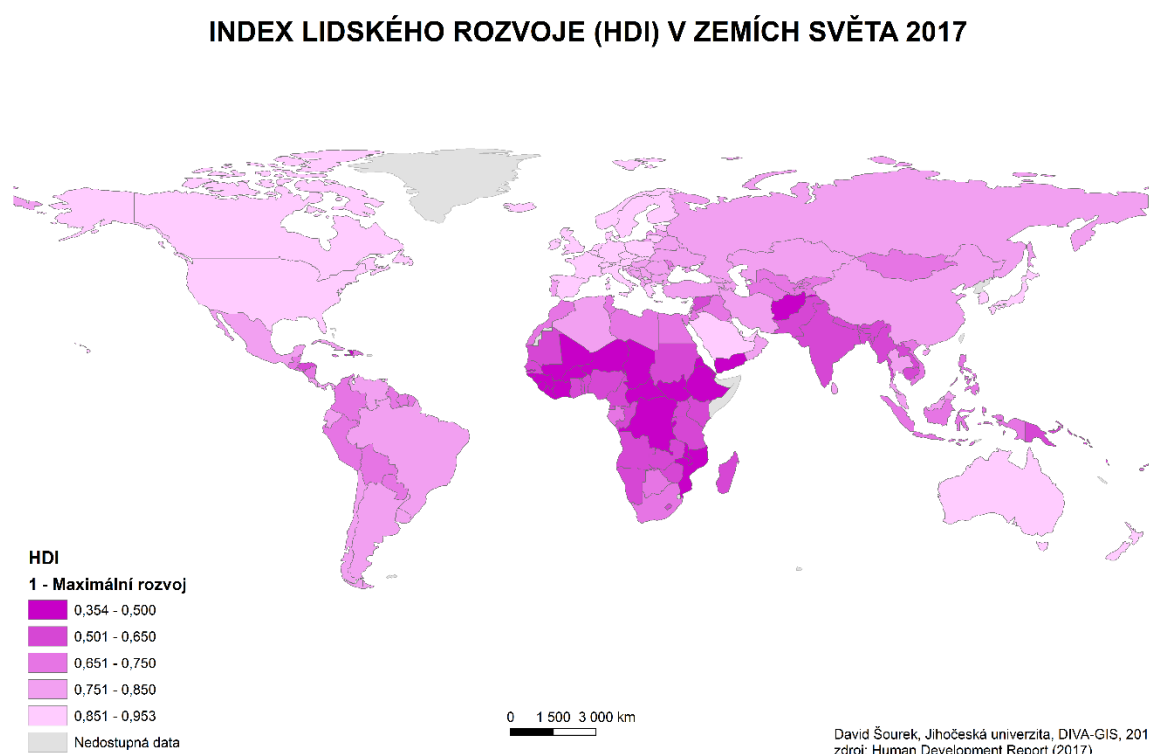 INDEX LIDSKÉHO ROZVOJE (HDI) V ZEMÍCH SVĚTA 2017
HDI
1 - Maximální rozvoj
0,354 - 0,500
0,501 - 0,650
0,651 - 0,750
0,751 - 0,850
0,851 - 0,953
Nedostupná data
0 1 500 3 000 km
David Šourek, Jihočeská univerzita, DIVA-GIS, 201
zdroj: Human Development Report (2017)